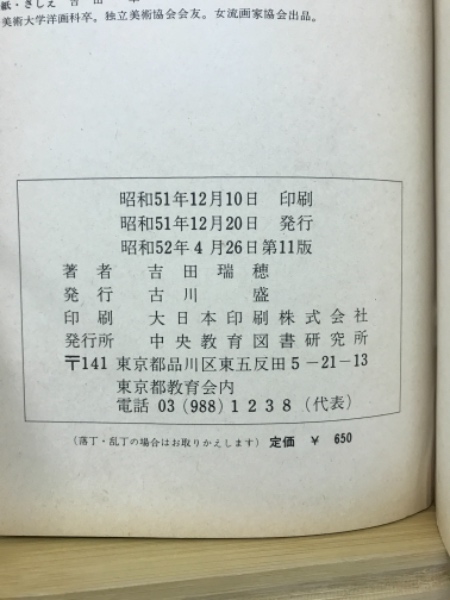 紙・さしえ 吉田
美術大学洋画科卒。独立美術協会会友。女流画家協会出品。
昭和51年12月10日 印刷
昭和51年12月20日 発行
昭和52年4月26日第11版
著者 吉田瑞穂
発行 古川盛
印刷 大日本印刷株式会社
発行所 中央教育図書研究所
〒141 東京都品川区東五反田5-21-13
東京都教育会内
電話 03(988)1238(代表)
(落丁・乱丁の場合はお取りかえします) 定価 ¥ 650